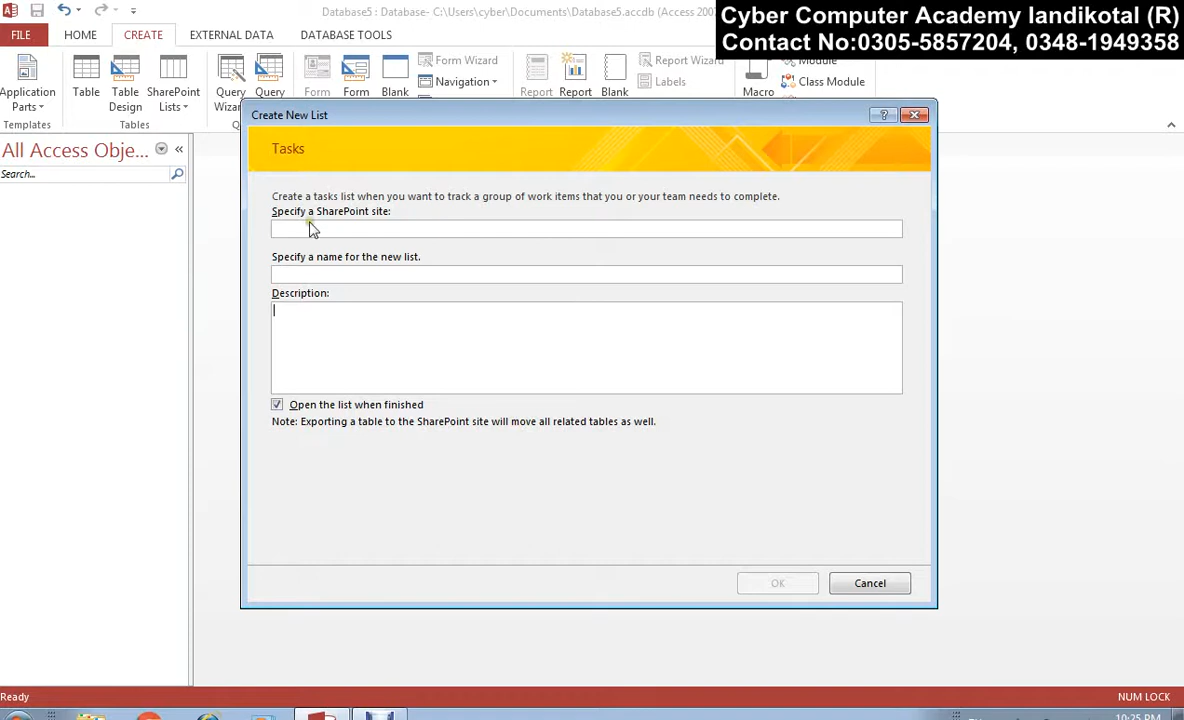 Database5 : Database- C:\Users\cyber\Documents\Database5.accdb (Access 200
Cyber Computer Academy landikotal (R)
Contact No:0305-5857204, 0348-1949358
FILE HOME CREATE EXTERNAL DATA DATABASE TOOLS
Application Parts
Templates
Table
Table Design
SharePoint Lists
Tables
Query
Query
Form
Form
Blank
Form Wizard
Navigation
Report
Report
Blank
Report Wizard
Labels
Macro
Module
Class Module
All Access Obje...
Search...
Create New List
Tasks
Create a tasks list when you want to track a group of work items that you or your team needs to complete.
Specify a SharePoint site:
Specify a name for the new list.
Description:
Open the list when finished
Note: Exporting a table to the SharePoint site will move all related tables as well.
OK
Cancel
Ready
NUM LOCK
10:25 PM